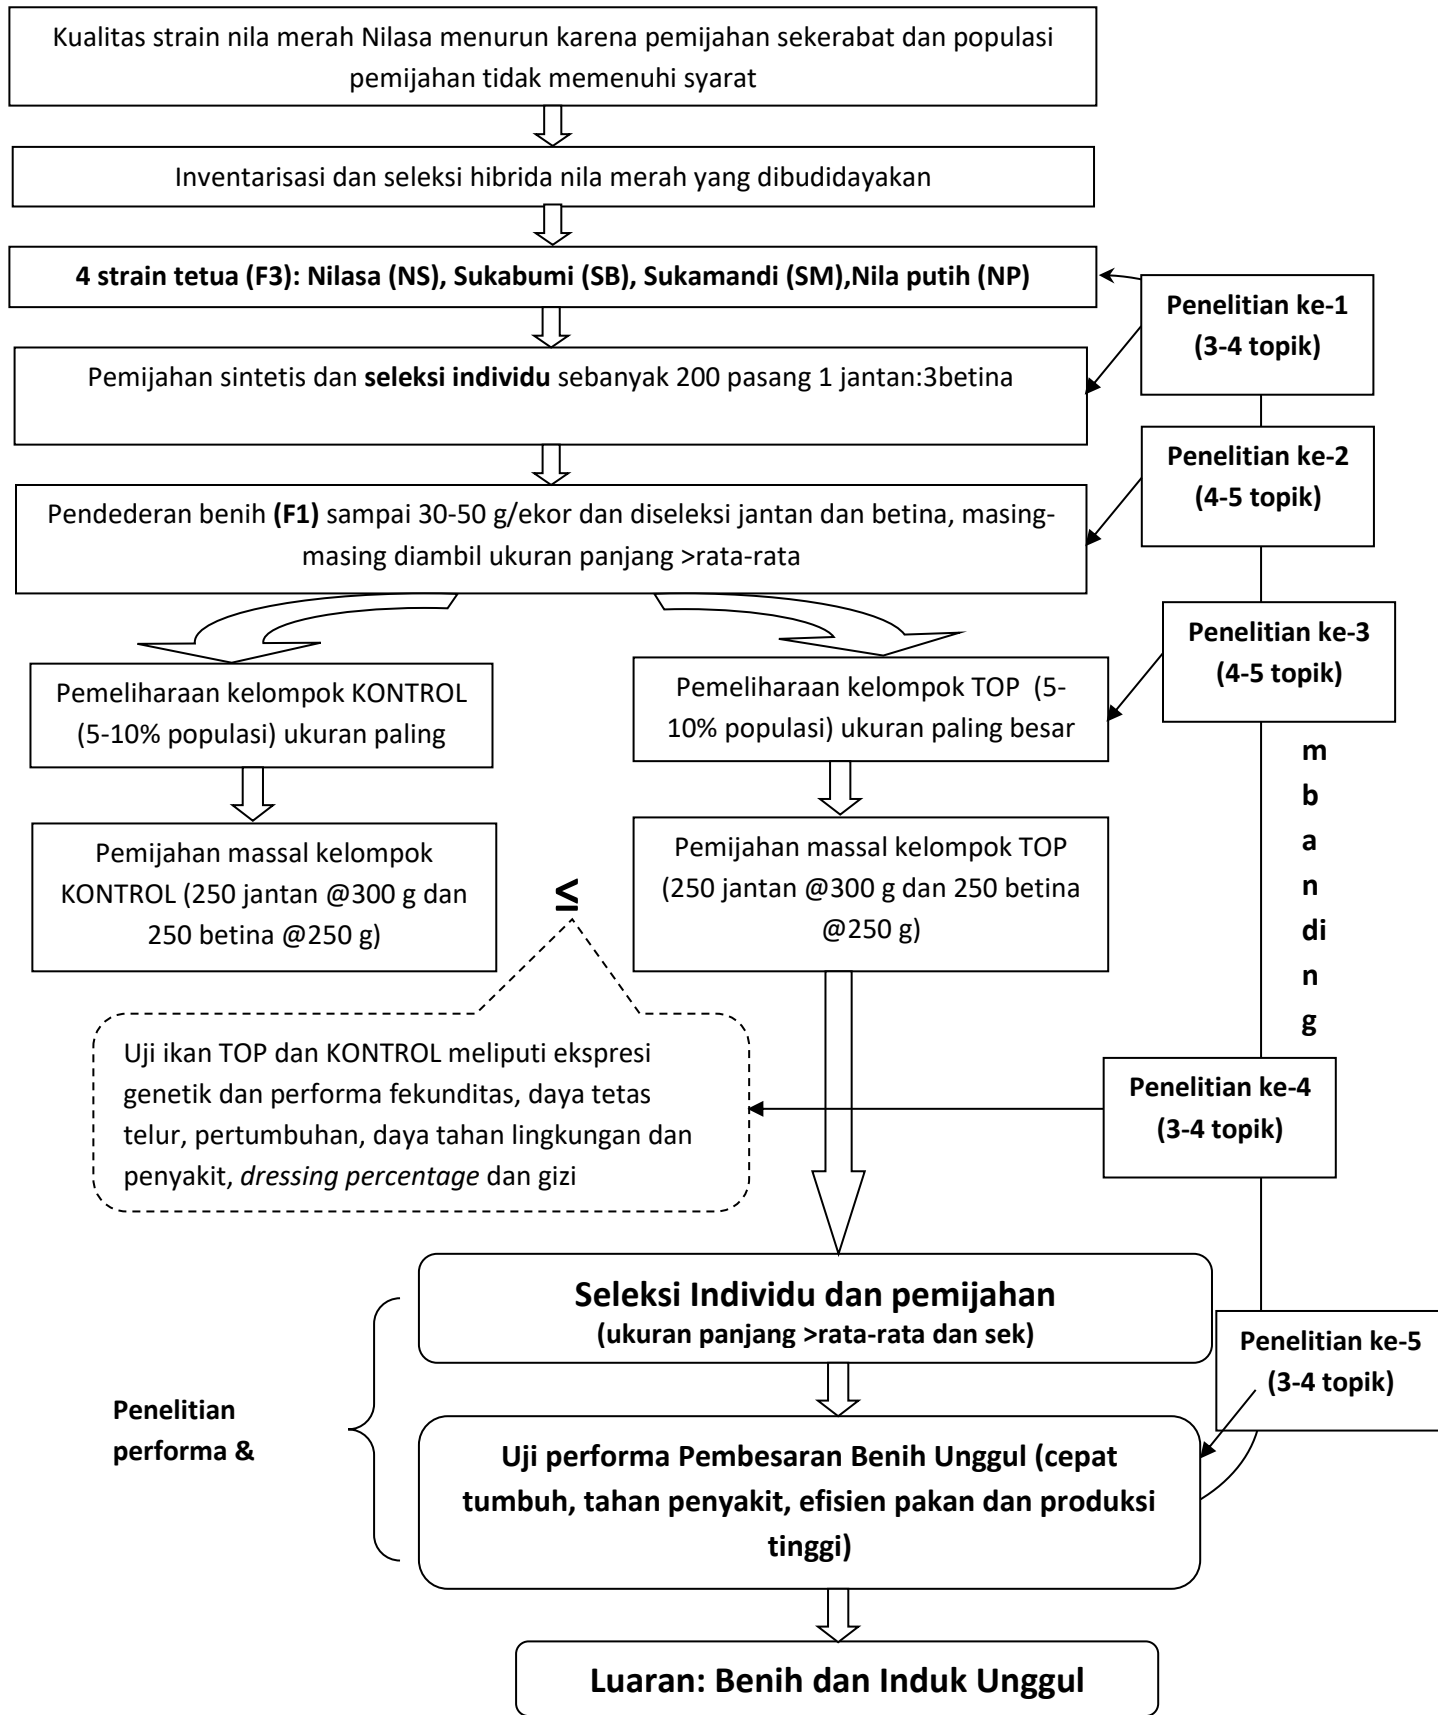 Kualitas strain nila merah Nilasa menurun karena pemijahan sekerabat dan populasi
pemijahan tidak memenuhi syarat
Inventarisasi dan seleksi hibrida nila merah yang dibudidayakan
4 strain tetua (F3): Nilasa (NS), Sukabumi (SB), Sukamandi (SM),Nila putih (NP)
Penelitian ke-1
(3-4 topik)
Pemijahan sintetis dan seleksi individu sebanyak 200 pasang 1 jantan:3betina
Penelitian ke-2
(4-5 topik)
Pendederan benih (F1) sampai 30-50 g/ekor dan diseleksi jantan dan betina, masing-
masing diambil ukuran panjang >rata-rata
Penelitian ke-3
(4-5 topik)
Pemeliharaan kelompok KONTROL
(5-10% populasi) ukuran paling
Pemeliharaan kelompok TOP (5-
10% populasi) ukuran paling besar
m
b
a
n
di
n
g
Pemijahan massal kelompok
KONTROL (250 jantan @300 g dan
250 betina @250 g)
≤
Pemijahan massal kelompok TOP
(250 jantan @300 g dan 250 betina
@250 g)
Uji ikan TOP dan KONTROL meliputi ekspresi
genetik dan performa fekunditas, daya tetas
telur, pertumbuhan, daya tahan lingkungan dan
penyakit, dressing percentage dan gizi
Penelitian ke-4
(3-4 topik)
Seleksi Individu dan pemijahan
(ukuran panjang >rata-rata dan sek)
Penelitian ke-5
(3-4 topik)
Penelitian
performa &
Uji performa Pembesaran Benih Unggul (cepat
tumbuh, tahan penyakit, efisien pakan dan produksi
tinggi)
Luaran: Benih dan Induk Unggul